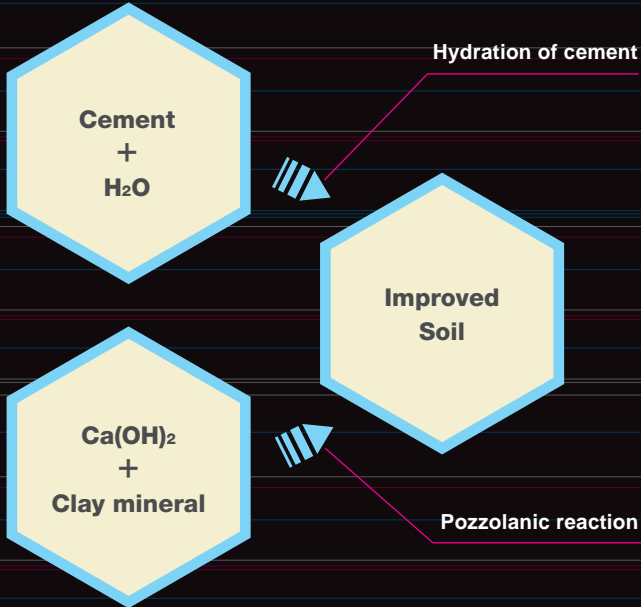 Hydration of cement
Cement
+
H₂O
Improved
Soil
Ca(OH)₂
+
Clay mineral
Pozzolanic reaction